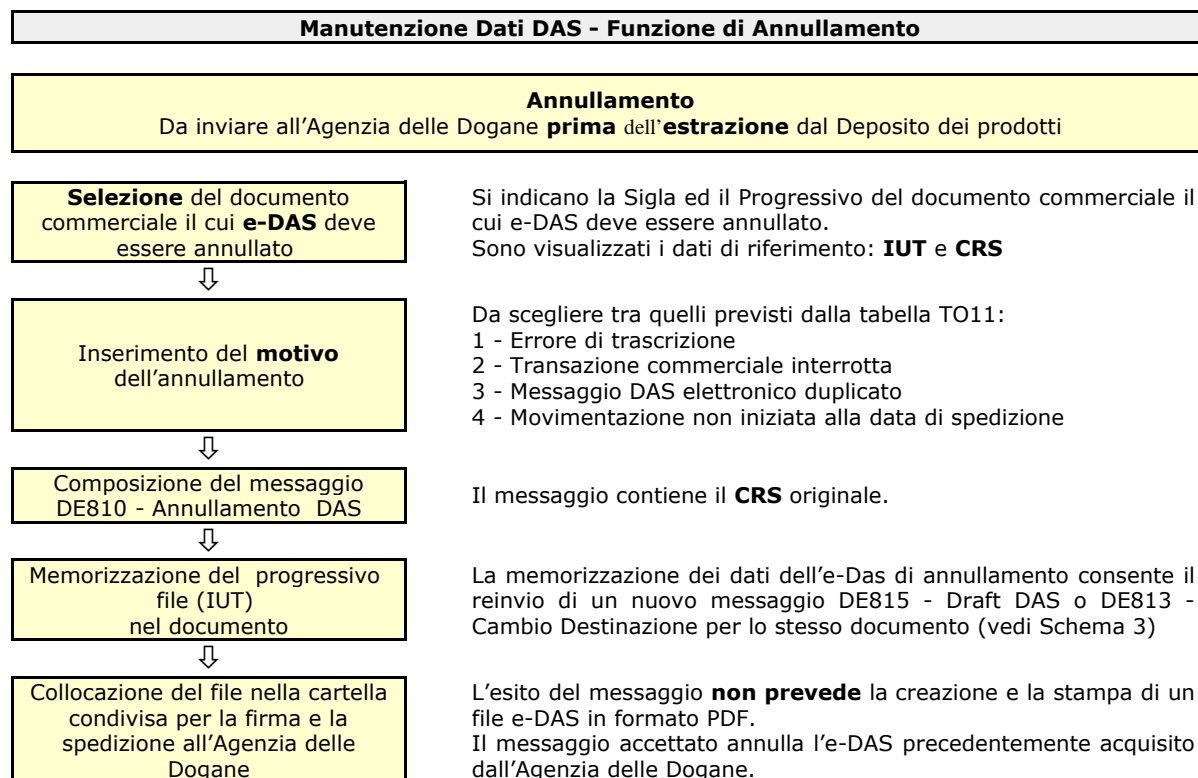 Manutenzione Dati DAS - Funzione di Annullamento
Annullamento
Da inviare all'Agenzia delle Dogane prima dell'estrazione dal Deposito dei prodotti
Selezione del documento
commerciale il cui e-DAS deve
essere annullato
Si indicano la Sigla ed il Progressivo del documento commerciale il
cui e-DAS deve essere annullato.
Sono visualizzati i dati di riferimento: IUT e CRS
⇩
Inserimento del motivo
dell'annullamento
Da scegliere tra quelli previsti dalla tabella TO11:
1 - Errore di trascrizione
2 - Transazione commerciale interrotta
3 - Messaggio DAS elettronico duplicato
4 - Movimentazione non iniziata alla data di spedizione
⇩
Composizione del messaggio
DE810 - Annullamento DAS
Il messaggio contiene il CRS originale.
⇩
Memorizzazione del progressivo
file (IUT)
nel documento
La memorizzazione dei dati dell'e-Das di annullamento consente il
reinvio di un nuovo messaggio DE815 - Draft DAS o DE813 -
Cambio Destinazione per lo stesso documento (vedi Schema 3)
⇩
Collocazione del file nella cartella
condivisa per la firma e la
spedizione all'Agenzia delle
Dogane
L'esito del messaggio non prevede la creazione e la stampa di un
file e-DAS in formato PDF.
Il messaggio accettato annulla l'e-DAS precedentemente acquisito
dall'Agenzia delle Dogane.